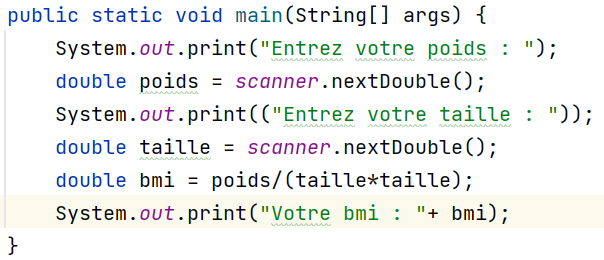 public static void main(String[] args) {
    System.out.print("Entrez votre poids : ");
    double poids = scanner.nextDouble();
    System.out.print(("Entrez votre taille : "));
    double taille = scanner.nextDouble();
    double bmi = poids/(taille*taille);
    System.out.print("Votre bmi : "+ bmi);
}